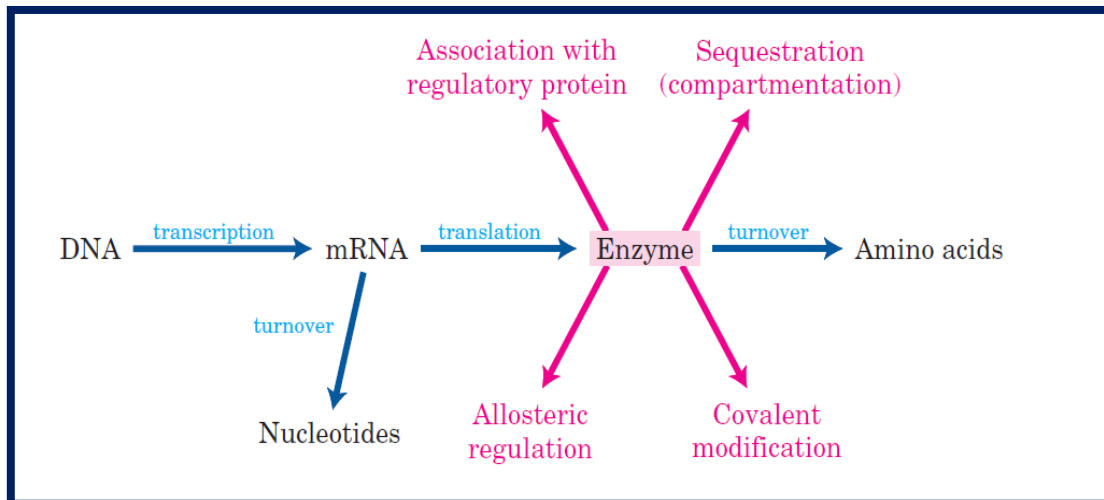 Association with
regulatory protein
Sequestration
(compartmentation)
DNA
transcription
mRNA
translation
Enzyme
turnover
Amino acids
turnover
Nucleotides
Allosteric
regulation
Covalent
modification